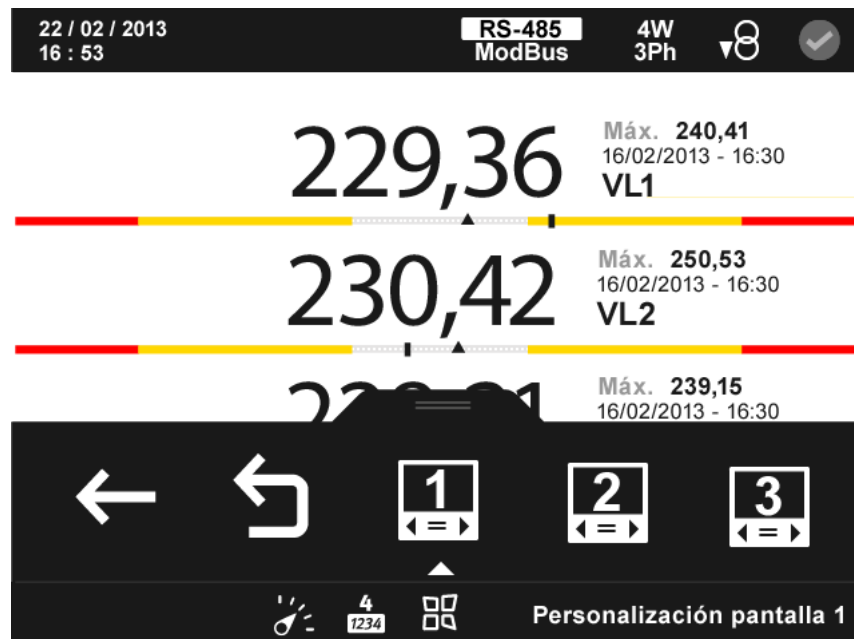 22 / 02 / 2013
16 : 53
RS-485
ModBus
4W
3Ph
229,36
Máx. 240,41
16/02/2013 - 16:30
VL1
230,42
Máx. 250,53
16/02/2013 - 16:30
VL2
Máx. 239,15
16/02/2013 - 16:30
1
=
2
=
3
=
4
1234
Personalización pantalla 1